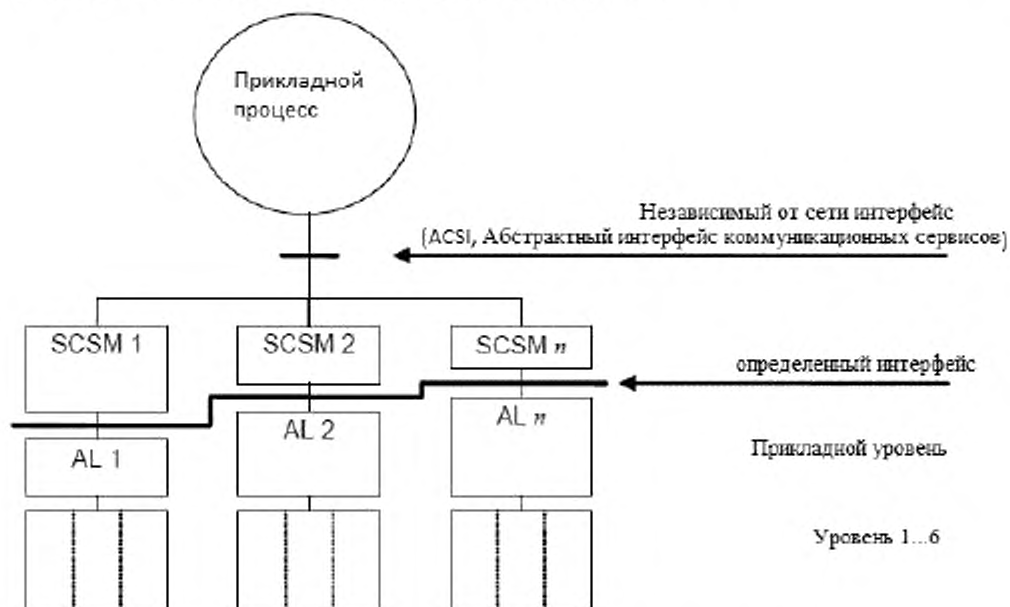 Прикладной
процесс
Независимый от сети интерфейс
(ACSI, Абстрактный интерфейс коммуникационных сервисов)
SCSM 1
SCSM 2
SCSM n
определенный интерфейс
AL 1
AL 2
AL n
Прикладной уровень
Уровень 1...6